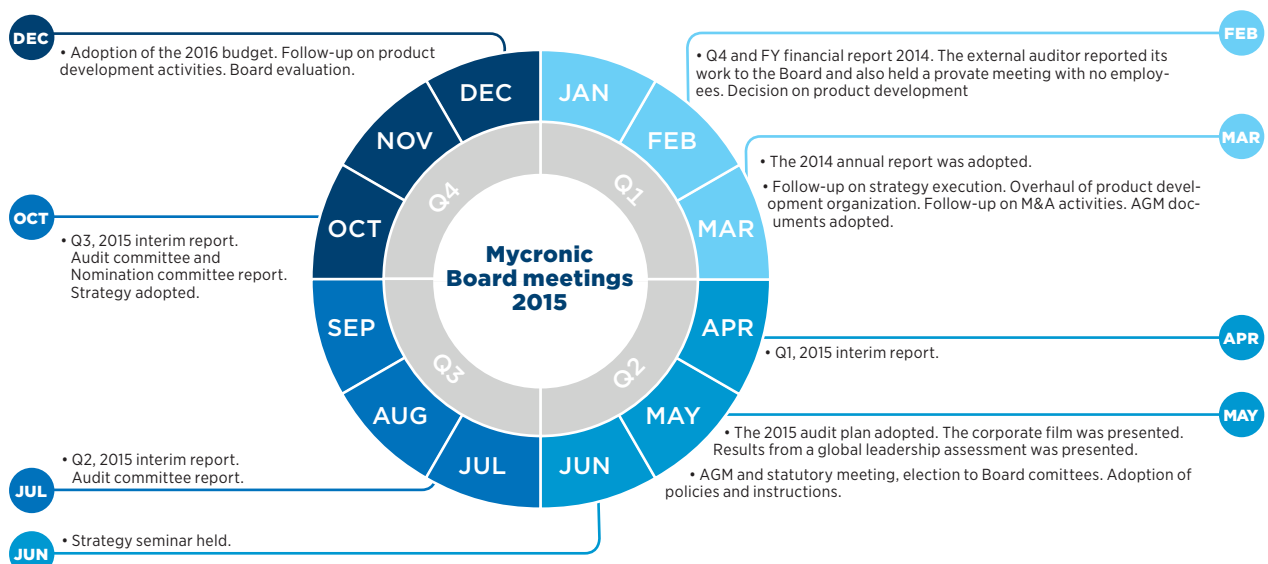 DEC
• Adoption of the 2016 budget. Follow-up on product
development activities. Board evaluation.
FEB
• Q4 and FY financial report 2014. The external auditor reported its
work to the Board and also held a provate meeting with no employ-
ees. Decision on product development
MAR
• The 2014 annual report was adopted.
• Follow-up on strategy execution. Overhaul of product devel-
opment organization. Follow-up on M&A activities. AGM doc-
uments adopted.
OCT
• Q3, 2015 interim report.
Audit committee and
Nomination committee report.
Strategy adopted.
APR
• Q1, 2015 interim report.
MAY
• The 2015 audit plan adopted. The corporate film was presented.
Results from a global leadership assessment was presented.
• AGM and statutory meeting, election to Board comittees. Adoption of
policies and instructions.
JUL
• Q2, 2015 interim report.
Audit committee report.
JUN
• Strategy seminar held.
Mycronic
Board meetings
2015
Q1
Q2
Q3
Q4
JAN
FEB
MAR
APR
MAY
JUN
JUL
AUG
SEP
OCT
NOV
DEC